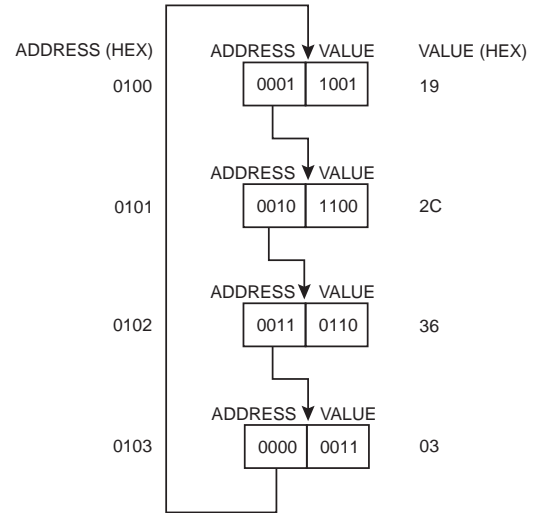 ADDRESS (HEX) ADDRESS VALUE VALUE (HEX)
0100 0001 1001 19
ADDRESS VALUE
0101 0010 1100 2C
ADDRESS VALUE
0102 0011 0110 36
ADDRESS VALUE
0103 0000 0011 03